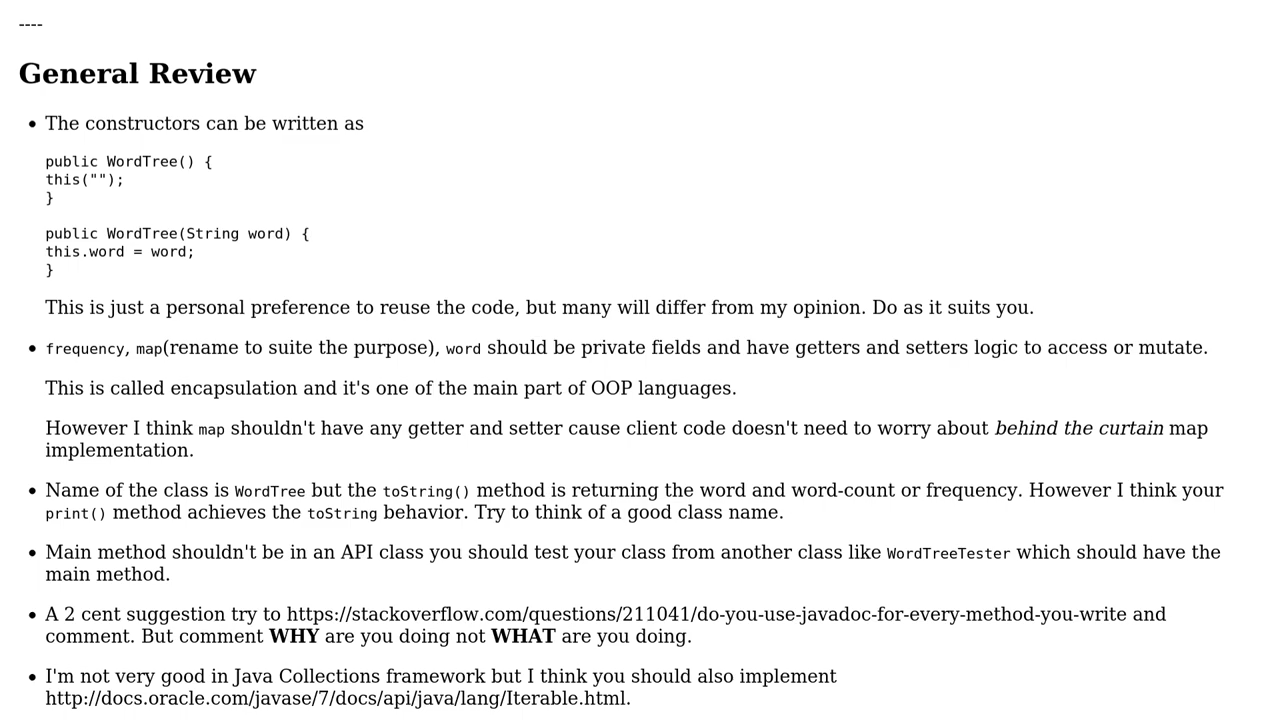 ----
General Review
• The constructors can be written as
public WordTree() {
this("");
}
public WordTree(String word) {
this.word = word;
}
This is just a personal preference to reuse the code, but many will differ from my opinion. Do as it suits you.
• frequency, map(rename to suite the purpose), word should be private fields and have getters and setters logic to access or mutate.
This is called encapsulation and it's one of the main part of OOP languages.
However I think map shouldn't have any getter and setter cause client code doesn't need to worry about behind the curtain map
implementation.
• Name of the class is WordTree but the toString() method is returning the word and word-count or frequency. However I think your
print() method achieves the toString behavior. Try to think of a good class name.
• Main method shouldn't be in an API class you should test your class from another class like WordTreeTester which should have the
main method.
• A 2 cent suggestion try to https://stackoverflow.com/questions/211041/do-you-use-javadoc-for-every-method-you-write and
comment. But comment WHY are you doing not WHAT are you doing.
• I'm not very good in Java Collections framework but I think you should also implement
http://docs.oracle.com/javase/7/docs/api/java/lang/Iterable.html.